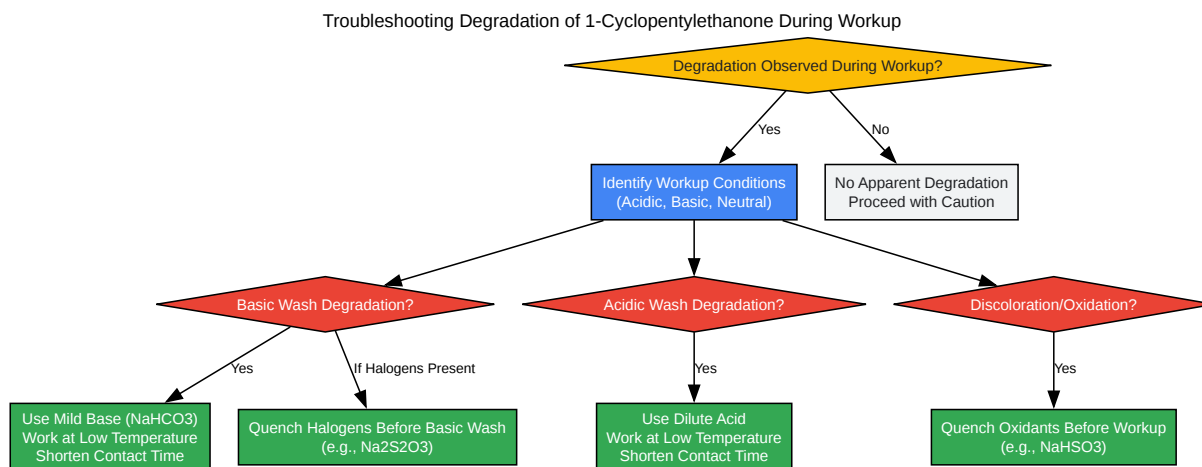 Troubleshooting Degradation of 1-Cyclopentylethanone During Workup
Degradation Observed During Workup?
Yes
No
Identify Workup Conditions
(Acidic, Basic, Neutral)
No Apparent Degradation
Proceed with Caution
Basic Wash Degradation?
Acidic Wash Degradation?
Discoloration/Oxidation?
Yes
If Halogens Present
Yes
Yes
Use Mild Base (NaHCO3)
Work at Low Temperature
Shorten Contact Time
Quench Halogens Before Basic Wash
(e.g., Na2S2O3)
Use Dilute Acid
Work at Low Temperature
Shorten Contact Time
Quench Oxidants Before Workup
(e.g., NaHSO3)